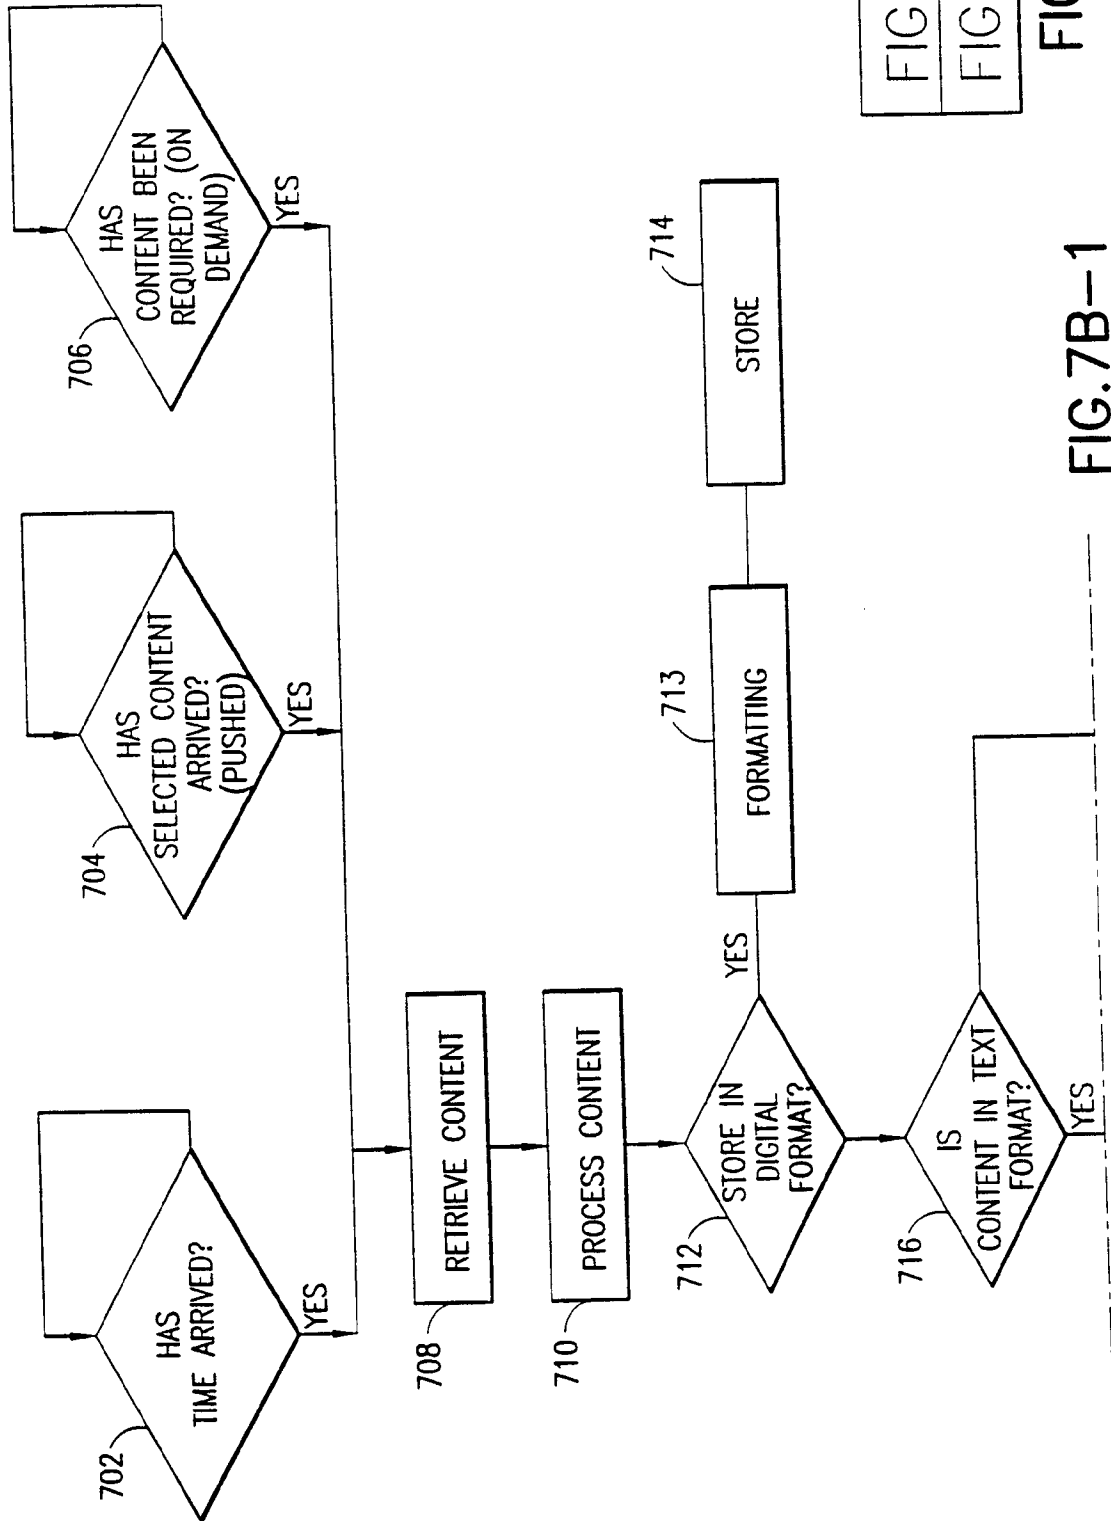 702
HAS
TIME ARRIVED?
YES
704
HAS
SELECTED CONTENT
ARRIVED?
(PUSHED)
YES
706
HAS
CONTENT BEEN
REQUIRED? (ON
DEMAND)
YES
708
RETRIEVE CONTENT
710
PROCESS CONTENT
712
STORE IN
DIGITAL
FORMAT?
YES
713
FORMATTING
714
STORE
716
IS
CONTENT IN TEXT
FORMAT?
YES
FIG.7B-1
FIG
FIG